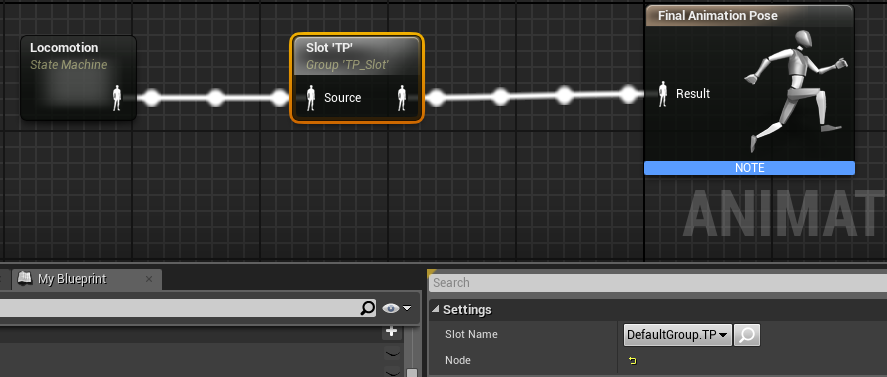 Locomotion
State Machine
Slot 'TP'
Group 'TP_Slot'
Source
Final Animation Pose
Result
NOTE
ANIMAT
My Blueprint
Search
Settings
Slot Name
DefaultGroup.TP
Node